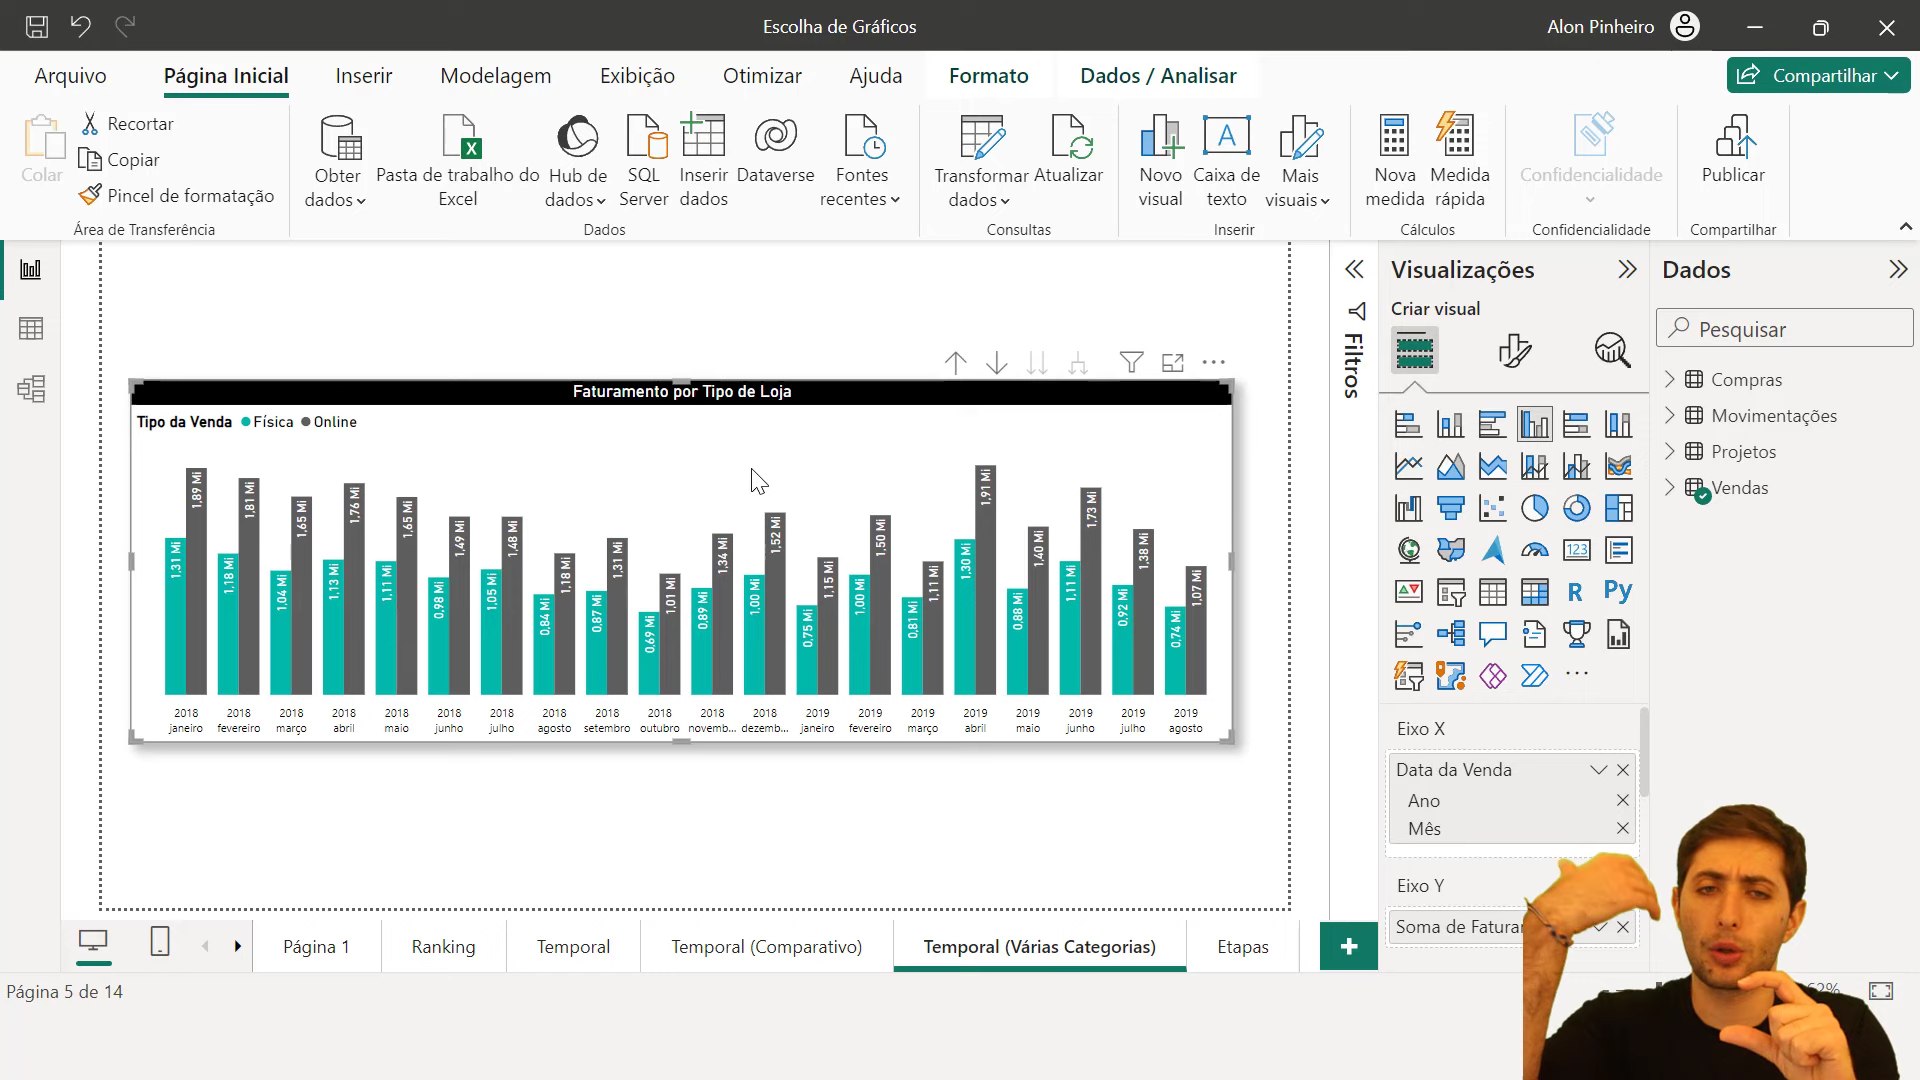 Escolha de Gráficos
Alon Pinheiro
Arquivo
Página Inicial
Inserir
Modelagem
Exibição
Otimizar
Ajuda
Formato
Dados / Analisar
Compartilhar
Colar
Recortar
Copiar
Pincel de formatação
Área de Transferência
Obter dados
Pasta de trabalho do Excel
Hub de dados
SQL Server
Inserir dados
Dataverse
Fontes recentes
Dados
Transformar dados
Atualizar
Consultas
Novo visual
Caixa de texto
Mais visuais
Inserir
Nova medida
Medida rápida
Cálculos
Confidencialidade
Confidencialidade
Publicar
Compartilhar
Faturamento por Tipo de Loja
Tipo da Venda Física Online
1,31 Mi
1,89 Mi
1,18 Mi
1,81 Mi
1,04 Mi
1,65 Mi
1,13 Mi
1,76 Mi
1,11 Mi
1,65 Mi
0,98 Mi
1,49 Mi
1,05 Mi
1,48 Mi
0,84 Mi
1,18 Mi
0,87 Mi
1,31 Mi
0,69 Mi
1,01 Mi
0,89 Mi
1,34 Mi
1,00 Mi
1,52 Mi
0,75 Mi
1,15 Mi
1,00 Mi
1,50 Mi
0,81 Mi
1,11 Mi
1,30 Mi
1,91 Mi
0,88 Mi
1,40 Mi
1,11 Mi
1,73 Mi
0,92 Mi
1,38 Mi
0,74 Mi
1,07 Mi
2018 janeiro
2018 fevereiro
2018 março
2018 abril
2018 maio
2018 junho
2018 julho
2018 agosto
2018 setembro
2018 outubro
2018 novemb...
2018 dezemb...
2019 janeiro
2019 fevereiro
2019 março
2019 abril
2019 maio
2019 junho
2019 julho
2019 agosto
Filtros
Visualizações
Criar visual
123
R
Py
Eixo X
Data da Venda
Ano
Mês
Eixo Y
Soma de Fatura
Dados
Pesquisar
Compras
Movimentações
Projetos
Vendas
Página 1
Ranking
Temporal
Temporal (Comparativo)
Temporal (Várias Categorias)
Etapas
Página 5 de 14
62%